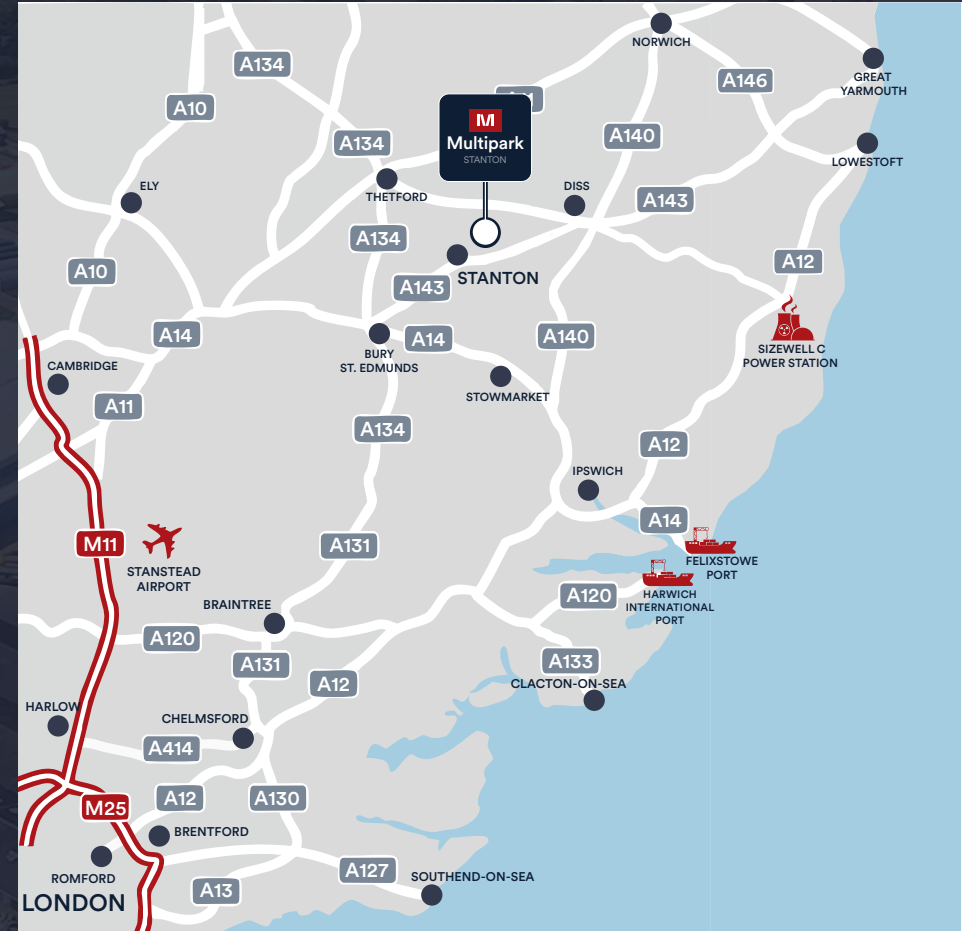 NORWICH
A134
GREAT
YARMOUTH
A146
A10
M
Multipark
STANTON
A134
A140
LOWESTOFT
ELY
THETFORD
DISS
A143
A134
A10
STANTON
A143
A12
A14
A14
A140
BURY
ST. EDMUNDS
SIZEWELL C
POWER STATION
CAMBRIDGE
STOWMARKET
A11
A134
A12
IPSWICH
A14
M11
A131
STANSTEAD
AIRPORT
FELIXSTOWE
PORT
A120
HARWICH
INTERNATIONAL
PORT
BRAINTREE
A120
A131
A133
A12
CLACTON-ON-SEA
HARLOW
CHELMSFORD
A414
M25
A12
A130
BRENTFORD
ROMFORD
A127
SOUTHEND-ON-SEA
A13
LONDON